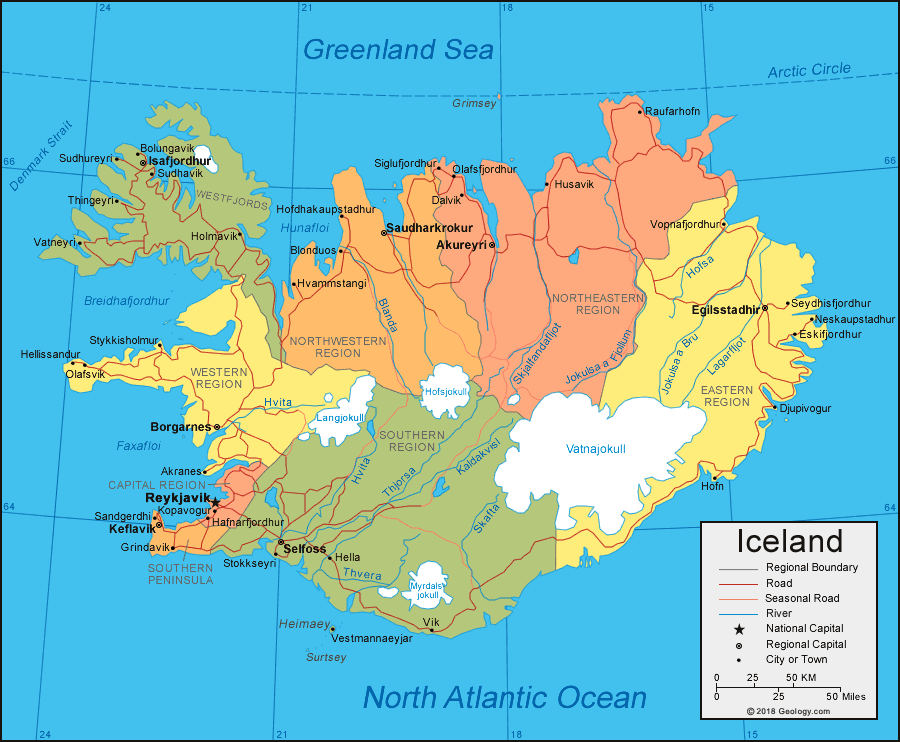 24
21
18
15
Greenland Sea
Arctic Circle
Grimsey
Raufarhofn
Denmark Strait
Bolungavik
Sudhureyri
Isafjordhur
Sudhavik
66
66
Siglufjordhur
Olafsfjordhur
Husavik
Dalvik
Thingeyri
WESTFJORDS
Hofdhakaupstadhur
Hunafloi
Saudharkrokur
Vopnafjordhur
Vatneyri
Holmavik
Akureyri
Blonduos
Hofsa
Hvammstangi
Breidhafjordhur
Blanda
NORTHEASTERN
REGION
Seydhisfjordhur
Egilsstadhir
Neskaupstadhur
Eskifjordhur
Stykkisholmur
NORTHWESTERN
REGION
Skjalfandafljot
Jokulsa a Fjollum
Jokulsa a Bru
Lagarfljot
Hellissandur
Olafsvik
WESTERN
REGION
EASTERN
REGION
Hofsjokull
Hvita
Langjokull
Djupivogur
Borgarnes
SOUTHERN
REGION
Faxafloi
Vatnajokull
Kaldakvisl
Hvita
Thjorsa
Akranes
CAPITAL REGION
Hofn
Reykjavik
Kopavogur
64
64
Sandgerdhi
Keflavik
Hafnarfjordhur
Skafta
Grindavik
Selfoss
Stokkseyri
Hella
SOUTHERN
PENINSULA
Thvera
Myrdals
jokull
Heimaey
Vik
Vestmannaeyjar
Surtsey
North Atlantic Ocean
24
21
18
15
Iceland
Regional Boundary
Road
Seasonal Road
River
National Capital
Regional Capital
City or Town
0 25 50 KM
0 25 50 Miles
© 2018 Geology.com